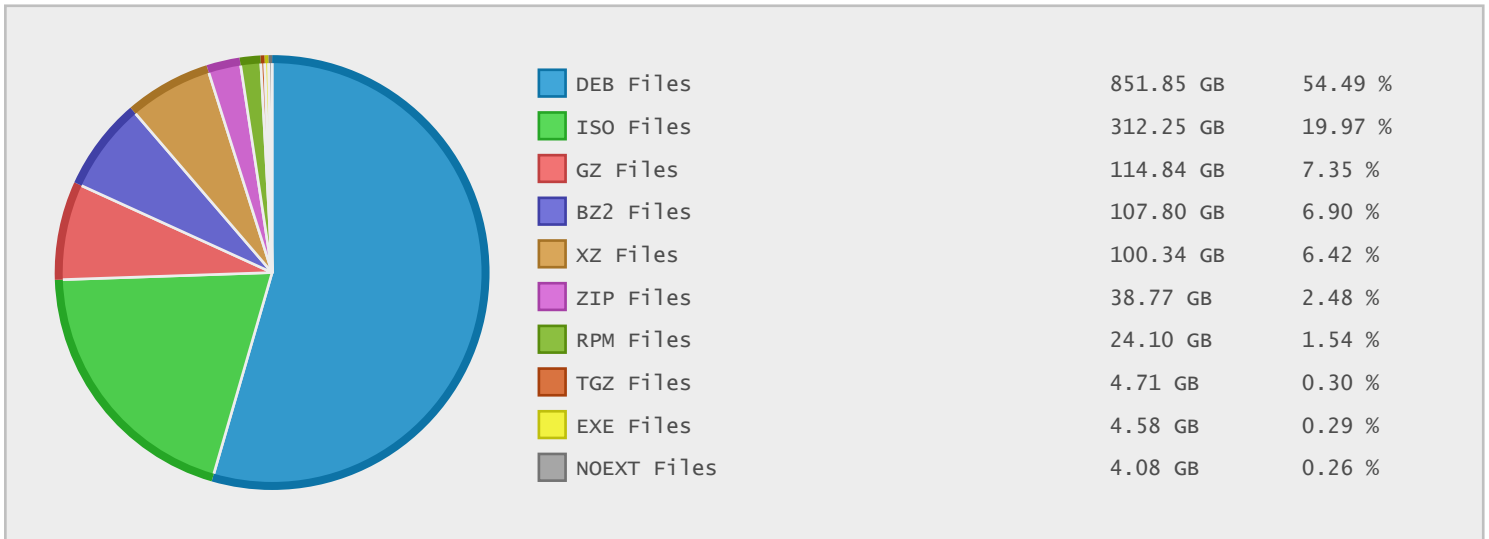 DEB Files 851.85 GB 54.49 %
ISO Files 312.25 GB 19.97 %
GZ Files 114.84 GB 7.35 %
BZ2 Files 107.80 GB 6.90 %
XZ Files 100.34 GB 6.42 %
ZIP Files 38.77 GB 2.48 %
RPM Files 24.10 GB 1.54 %
TGZ Files 4.71 GB 0.30 %
EXE Files 4.58 GB 0.29 %
NOEXT Files 4.08 GB 0.26 %